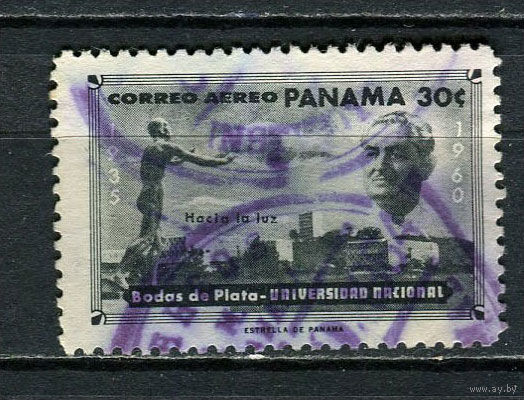 CORREO AEREO PANAMA 30¢
1935
1960
Hacia la luz
Bodas de Plata - UNIVERSIDAD NACIONAL
ESTRELLA DE PANAMA
www.ay.by